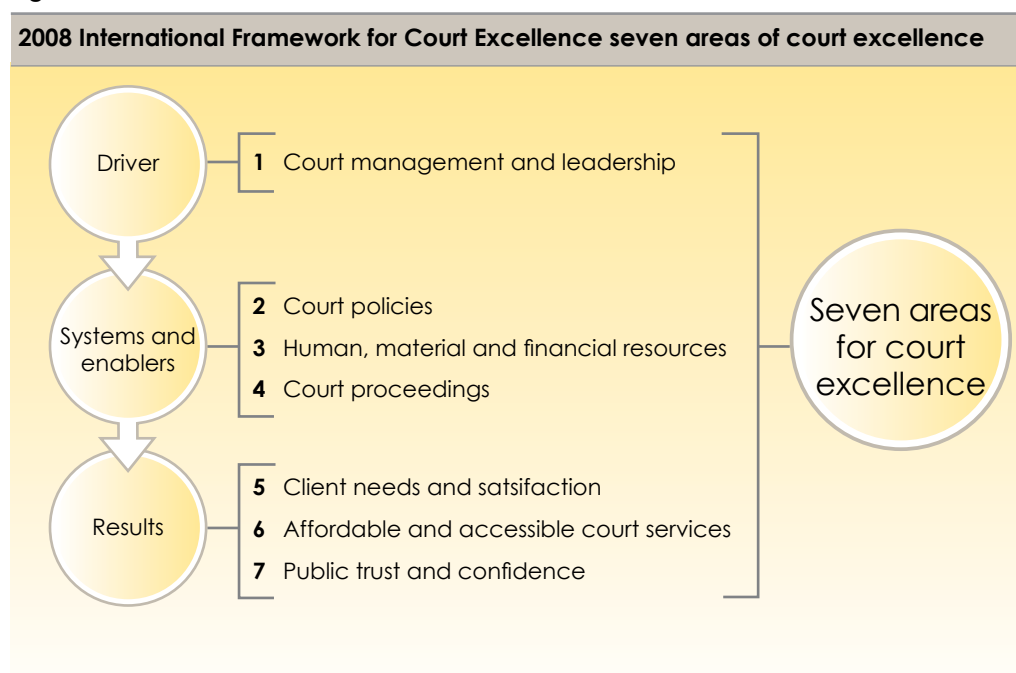 2008 International Framework for Court Excellence seven areas of court excellence
Driver
1 Court management and leadership
Systems and
enablers
2 Court policies
3 Human, material and financial resources
4 Court proceedings
Results
5 Client needs and satsifaction
6 Affordable and accessible court services
7 Public trust and confidence
Seven areas
for court
excellence